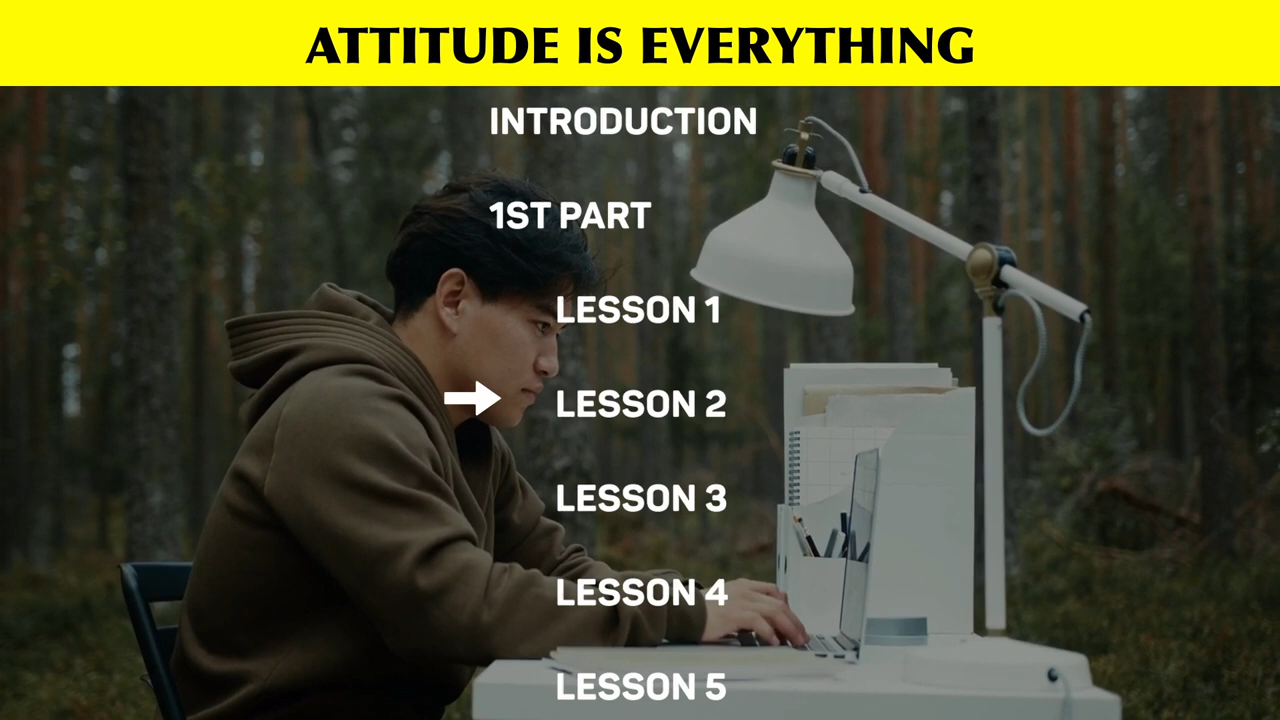 ATTITUDE IS EVERYTHING
INTRODUCTION
1ST PART
LESSON 1
LESSON 2
LESSON 3
LESSON 4
LESSON 5